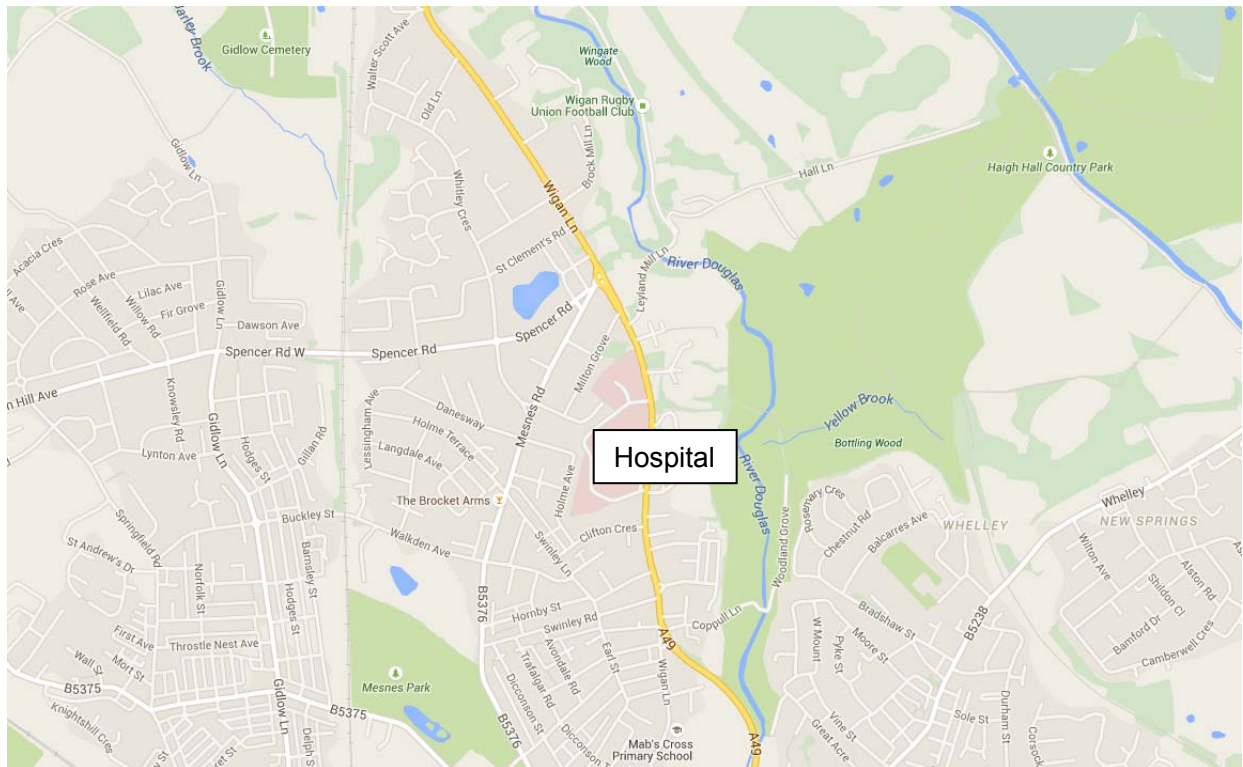 Barley Brook
Gidlow Cemetery
Walter Scott Ave
Wingate
Wood
Wigan Rugby
Union Football Club
Old Ln
Brock Mill Ln
Haigh Hall Country Park
Hall Ln
Gidlow Ln
Whitley Cres
Wigan Ln
St Clement's Rd
Leyland Mill Ln
River Douglas
Acacia Cres
Rose Ave
Lilac Ave
Willow Rd
Wellfield Rd
Fir Grove
Gidlow Ln
Dawson Ave
Spencer Rd W
Spencer Rd
Spencer Rd
Milton Grove
n Hill Ave
Knowsley Rd
Gidlow Ln
Lessingham Ave
Danesway
Holme Terrace
Mesnes Rd
Yellow Brook
Bottling Wood
Lynton Ave
Hodges St
Gillan Rd
Langdale Ave
Hospital
River Douglas
The Brocket Arms
Holme Ave
Rosemary Cres
Chestnut Rd
Balcarres Ave
WHELLEY
Whelley
NEW SPRINGS
Springfield Rd
Buckley St
Walkden Ave
Clifton Cres
Swinley Ln
Woodland Grove
Wilton Ave
Shildon Cl
Alston Rd
St Andrew's Dr
Norfolk St
Barnsley St
Hodges St
B5376
Hornby St
Swinley Rd
Coppull Ln
Bradshaw St
B5238
Bamford Dr
Camberwell Cres
First Ave
Throstle Nest Ave
A49
W Mount
Pyke St
Moore St
Avondale Rd
Earl St
Trafalgar Rd
Dicconson St
Wigan Ln
Wall St
Mort St
B5375
Gidlow Ln
B5375
Mesnes Park
B5376
Dicconson T
Mab's Cross
Primary School
A49
Vine St
Great Acre
Sole St
Durham St
Corsock
Knightshill Cres
Delph S